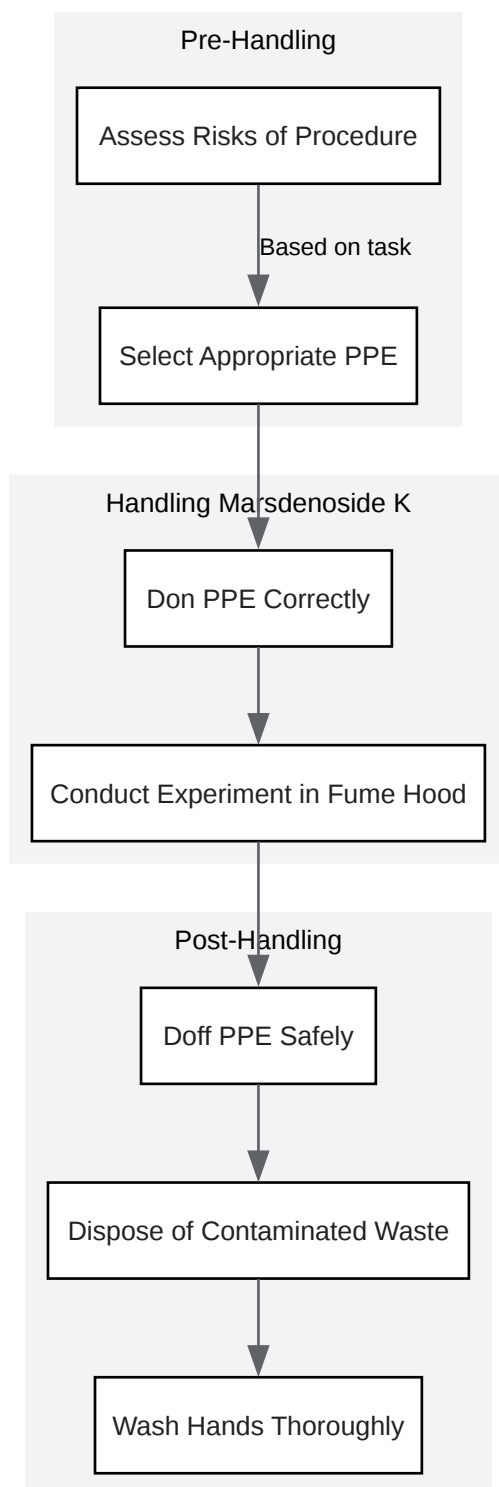 Pre-Handling
Assess Risks of Procedure
Based on task
Select Appropriate PPE
Handling Marsdenoside K
Don PPE Correctly
Conduct Experiment in Fume Hood
Post-Handling
Doff PPE Safely
Dispose of Contaminated Waste
Wash Hands Thoroughly